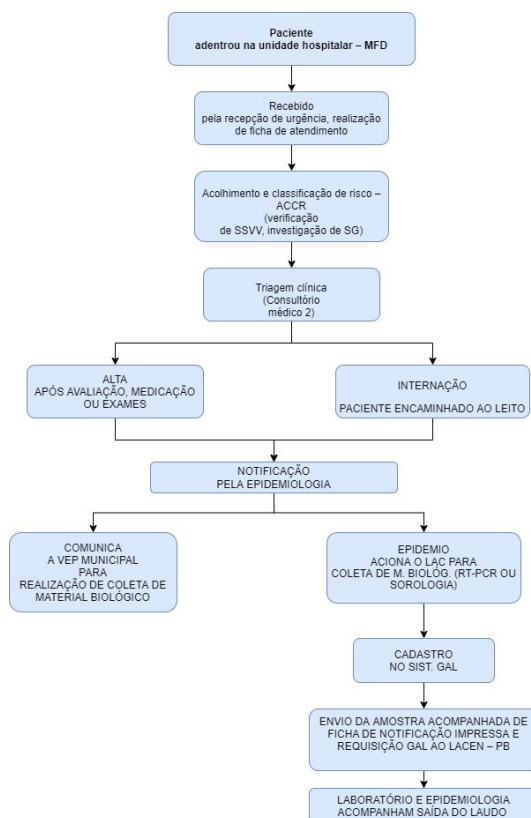 Paciente
adentrou na unidade hospitalar – MFD
Recebido
pela recepção de urgência, realização
de ficha de atendimento
Acolhimento e classificação de risco –
ACCR
(verificação
de SSVV, investigação de SG)
Triagem clínica
(Consultório
médico 2)
ALTA
APÓS AVALIAÇÃO, MEDICAÇÃO
OU EXAMES
INTERNAÇÃO
PACIENTE ENCAMINHADO AO LEITO
NOTIFICAÇÃO
PELA EPIDEMIOLOGIA
COMUNICA
A VEP MUNICIPAL
PARA
REALIZAÇÃO DE COLETA DE
MATERIAL BIOLÓGICO
EPIDEMIO
ACIONA O LAC PARA
COLETA DE M. BIOLÓG. (RT-PCR OU
SOROLOGIA)
CADASTRO
NO SIST. GAL
ENVIO DA AMOSTRA ACOMPANHADA DE
FICHA DE NOTIFICAÇÃO IMPRESSA E
REQUISIÇÃO GAL AO LACEN – PB
LABORATÓRIO E EPIDEMIOLOGIA
ACOMPANHAM SAÍDA DO LAUDO